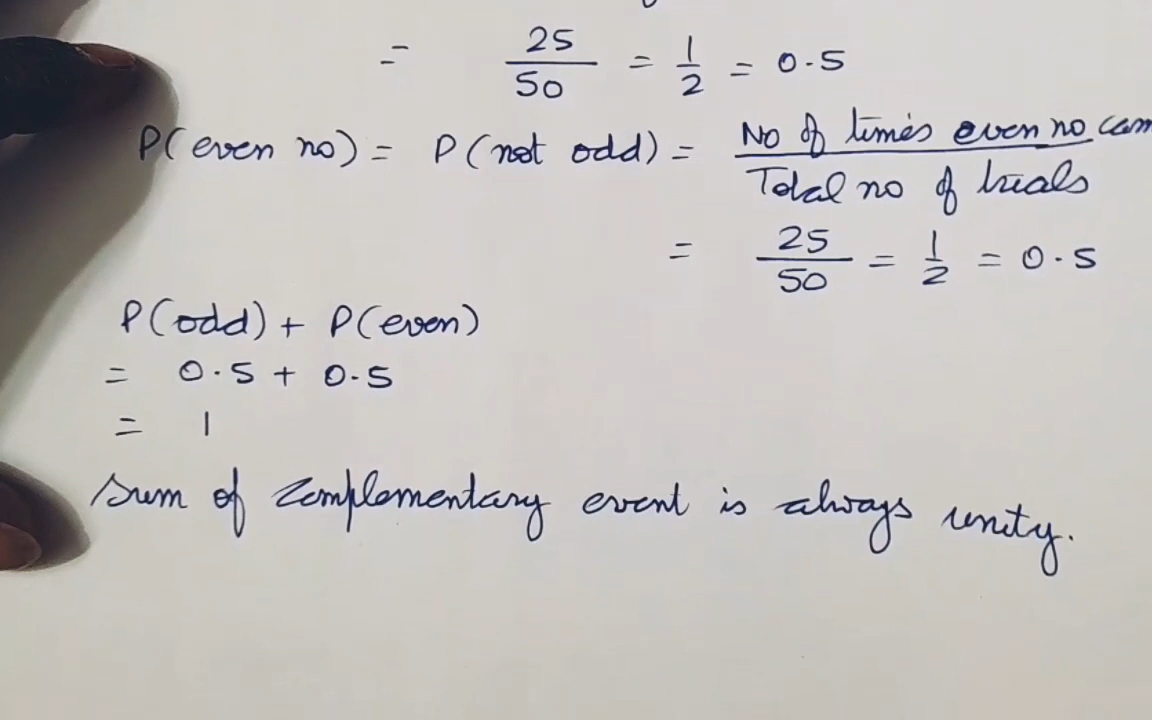 = 25/50 = 1/2 = 0.5
P(even no) = P(not odd) = No of times even no cam / Total no of trials
= 25/50 = 1/2 = 0.5
P(odd) + P(even)
= 0.5 + 0.5
= 1
Sum of complementary event is always unity.